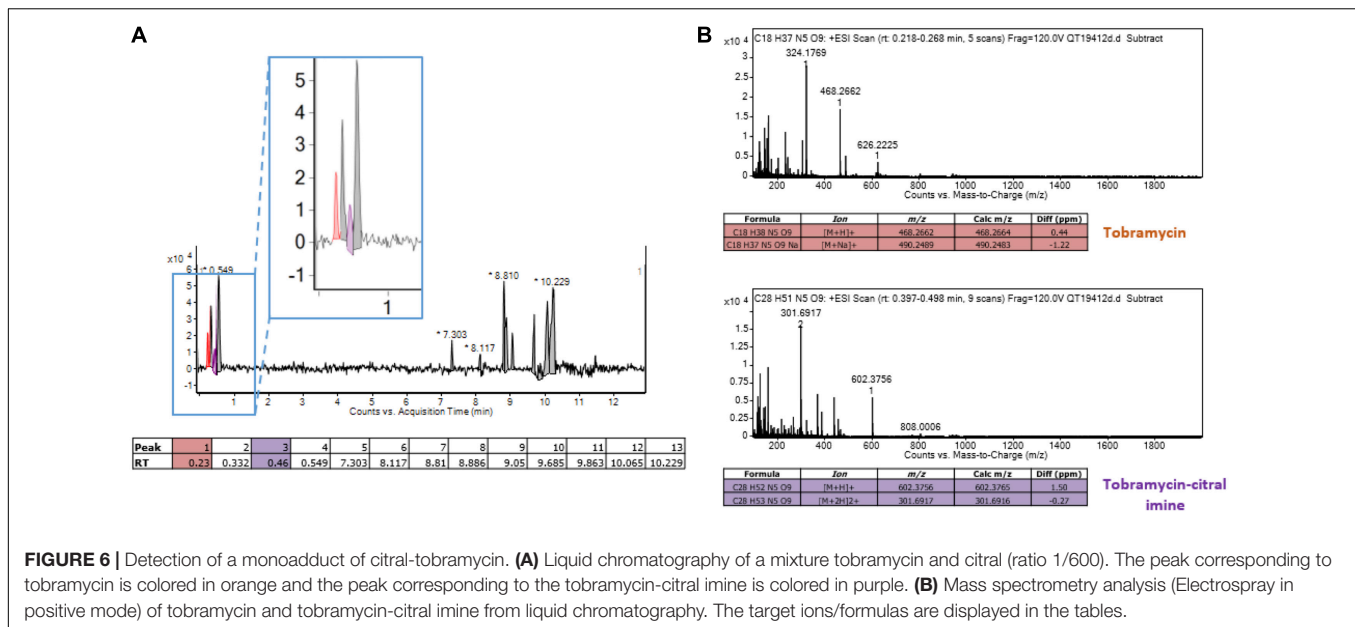 A
5
4
3
2
1
0
-1
1
x10 4
6
5
4
3
2
1
0
-1
* 0.549
* 7.303
* 8.117
* 8.810
* 10.229
1
1 2 3 4 5 6 7 8 9 10 11 12
Counts vs. Acquisition Time (min)
Peak 1 2 3 4 5 6 7 8 9 10 11 12 13
RT 0.23 0.332 0.46 0.549 7.303 8.117 8.81 8.886 9.05 9.685 9.863 10.065 10.229
B
x10 4 C18 H37 N5 O9: +ESI Scan (rt: 0.218-0.268 min, 5 scans) Frag=120.0V QT19412d.d Subtract
3
2.5
2
1.5
1
0.5
0
324.1769
1
468.2662
1
626.2225
1
200 400 600 800 1000 1200 1400 1600 1800
Counts vs. Mass-to-Charge (m/z)
Formula Ion m/z Calc m/z Diff (ppm)
C18 H38 N5 O9 [M+H]+ 468.2662 468.2664 0.44
C18 H37 N5 O9 Na [M+Na]+ 490.2489 490.2483 -1.22
Tobramycin
x10 4 C28 H51 N5 O9: +ESI Scan (rt: 0.397-0.498 min, 9 scans) Frag=120.0V QT19412d.d Subtract
1.5
1.25
1
0.75
0.5
0.25
0
301.6917
2
602.3756
1
808.0006
200 400 600 800 1000 1200 1400 1600 1800
Counts vs. Mass-to-Charge (m/z)
Formula Ion m/z Calc m/z Diff (ppm)
C28 H52 N5 O9 [M+H]+ 602.3756 602.3765 1.50
C28 H53 N5 O9 [M+2H]2+ 301.6917 301.6916 -0.27
Tobramycin-citral
imine
FIGURE 6 | Detection of a monoadduct of citral-tobramycin. (A) Liquid chromatography of a mixture tobramycin and citral (ratio 1/600). The peak corresponding to
tobramycin is colored in orange and the peak corresponding to the tobramycin-citral imine is colored in purple. (B) Mass spectrometry analysis (Electrospray in
positive mode) of tobramycin and tobramycin-citral imine from liquid chromatography. The target ions/formulas are displayed in the tables.